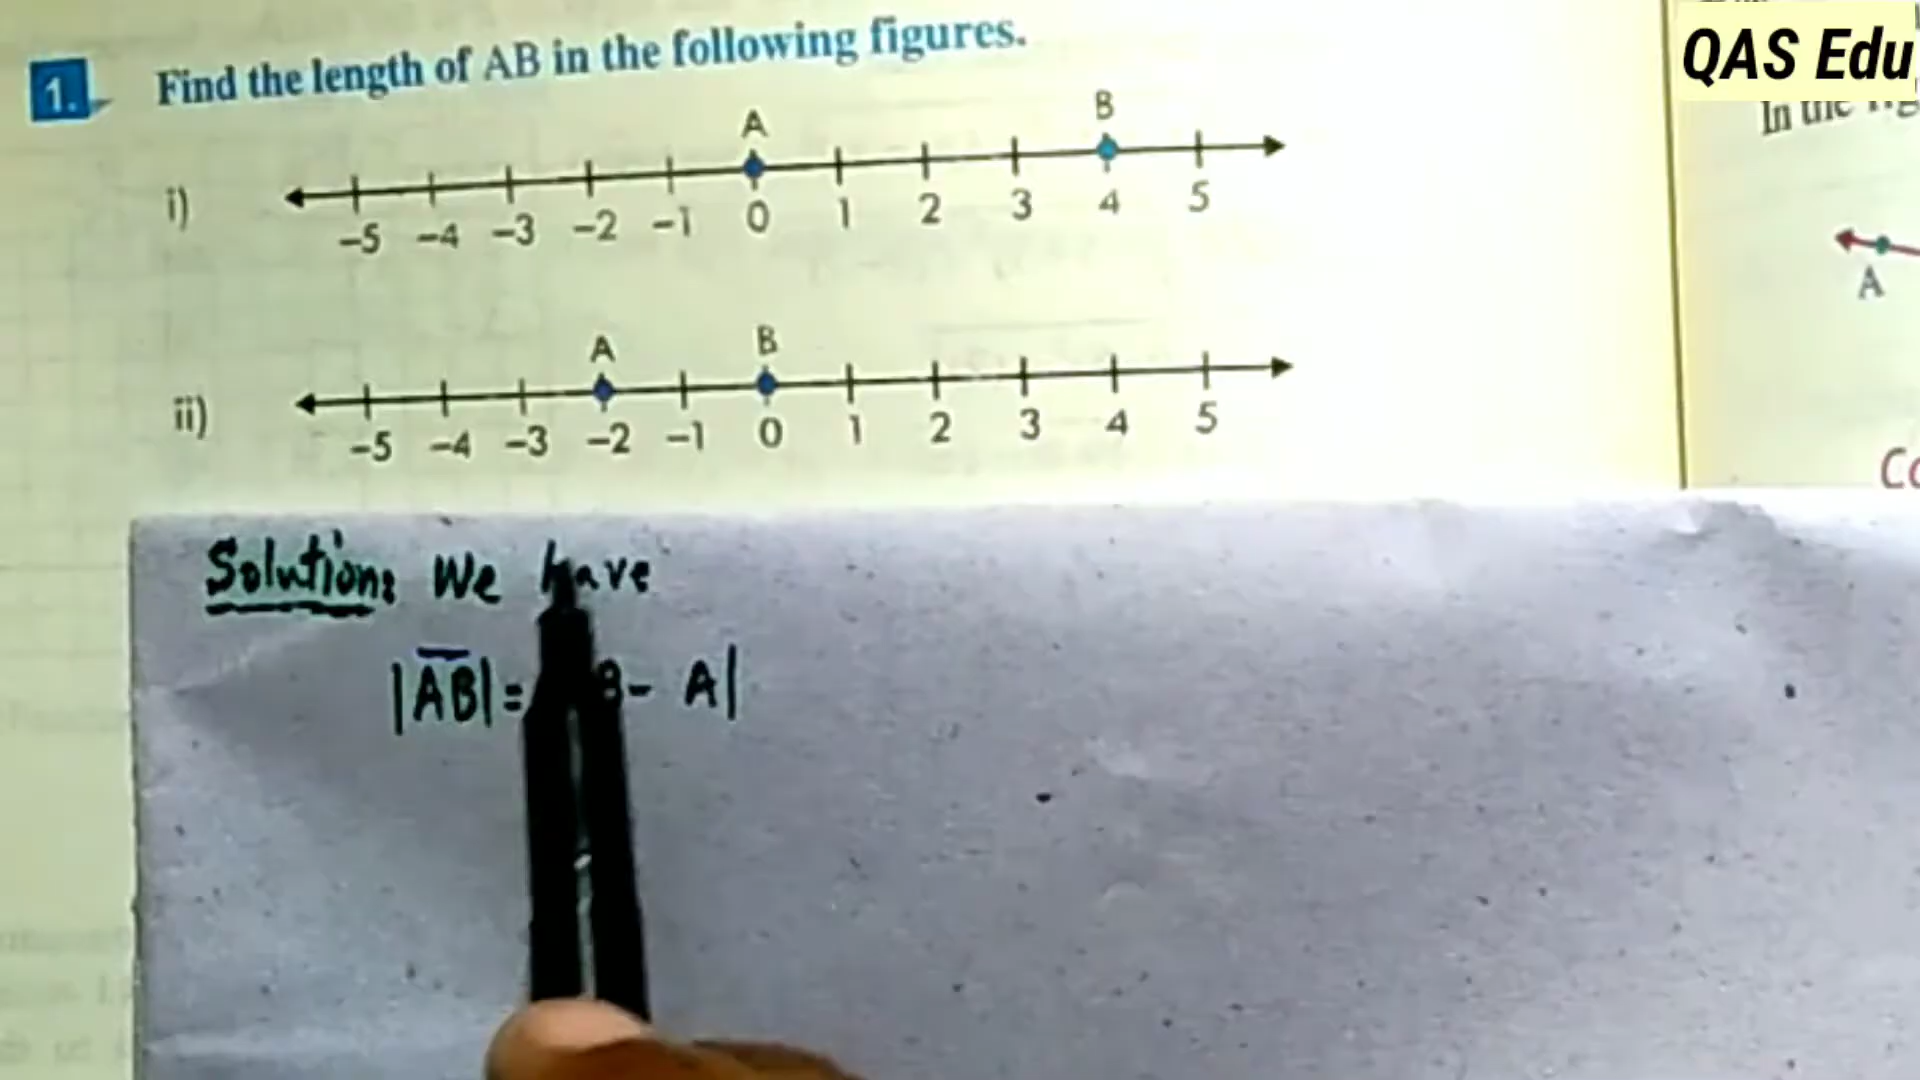 QAS Edu
1. Find the length of AB in the following figures.
A B
i)
-5 -4 -3 -2 -1 0 1 2 3 4 5
A B
ii)
-5 -4 -3 -2 -1 0 1 2 3 4 5
Solution: We have
|AB| = B - A|
In the
A